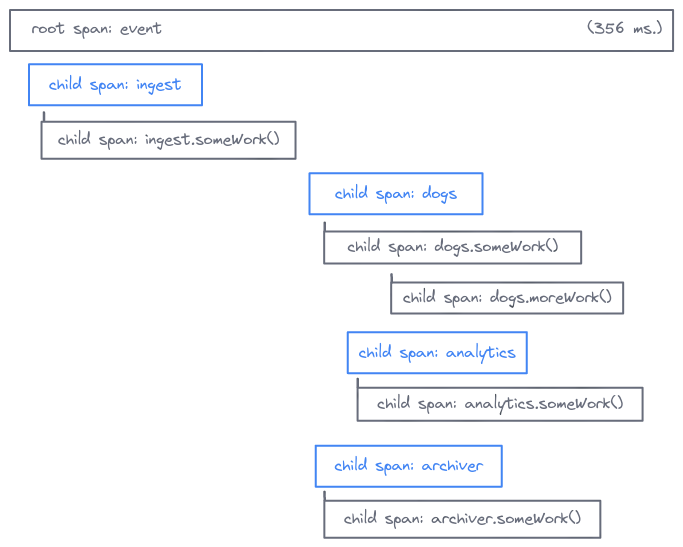 root span: event (356 ms.)
child span: ingest
child span: ingest.someWork()
child span: dogs
child span: dogs.someWork()
child span: dogs.moreWork()
child span: analytics
child span: analytics.someWork()
child span: archiver
child span: archiver.someWork()